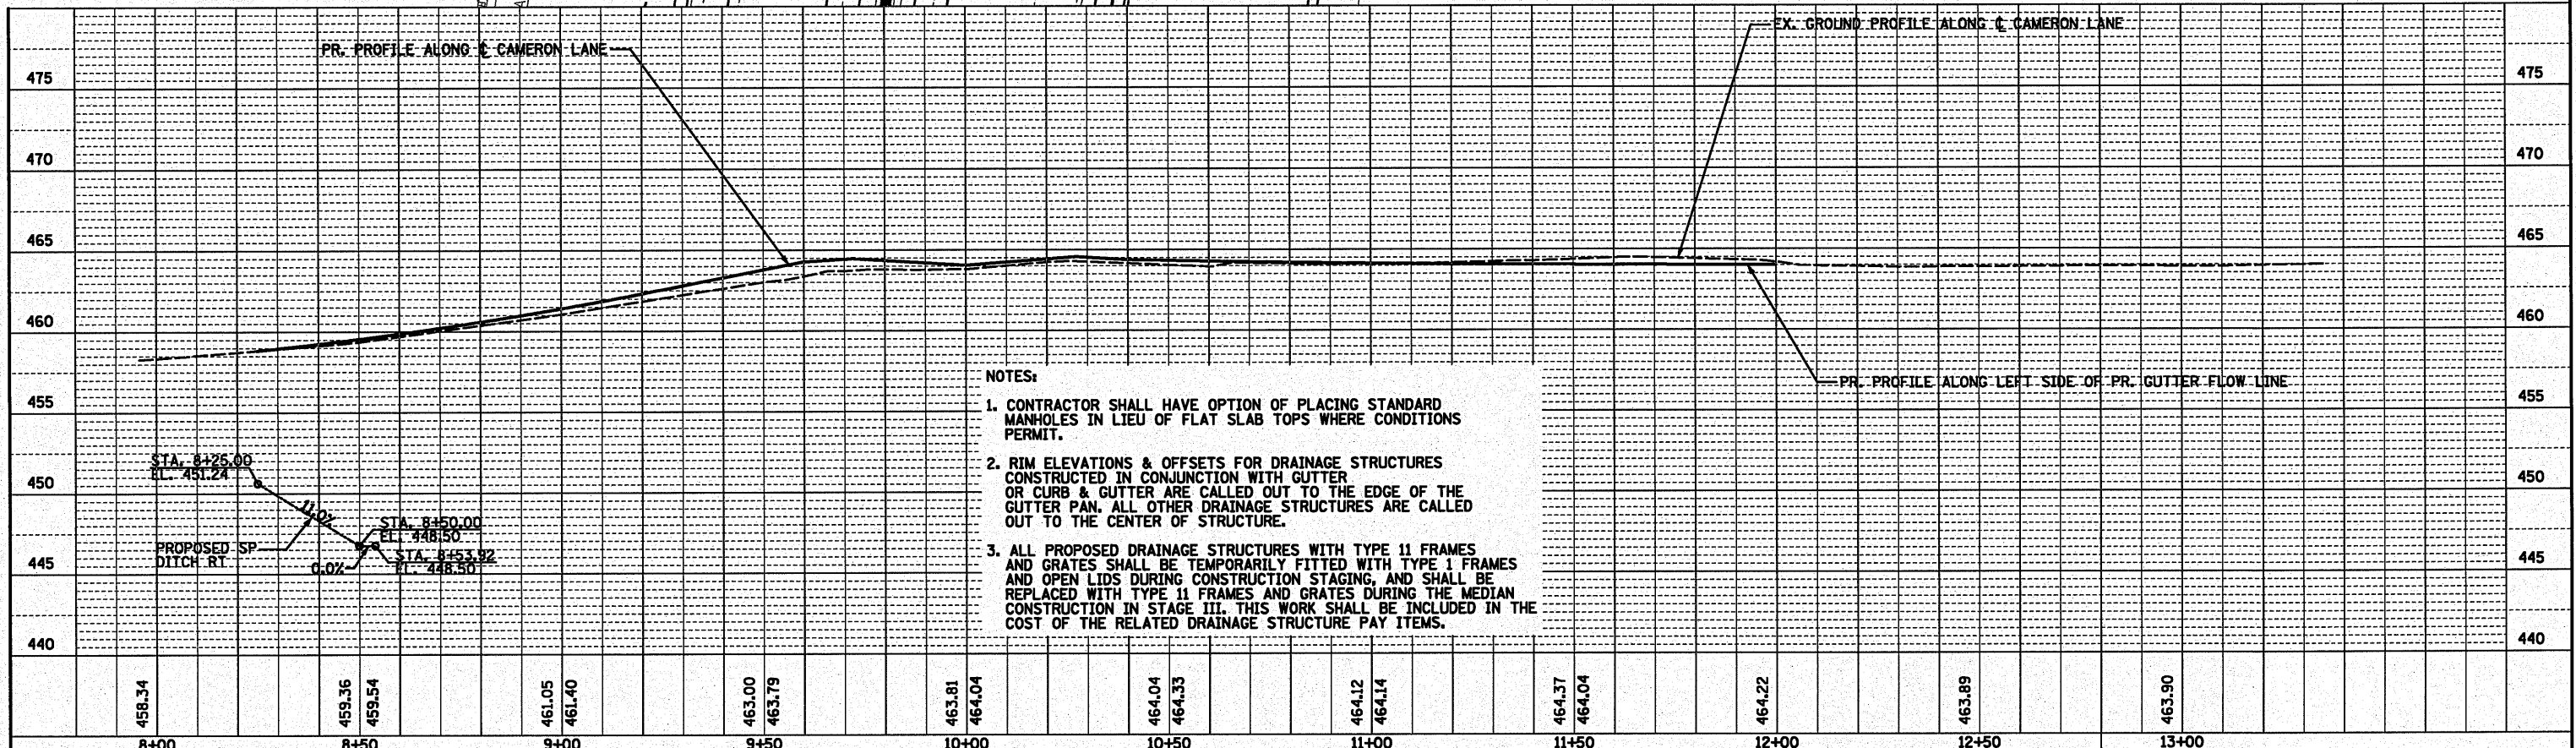 PR. PROFILE ALONG ℄ CAMERON LANE
EX. GROUND PROFILE ALONG ℄ CAMERON LANE
475
475
470
470
465
465
460
460
PR. PROFILE ALONG LEFT SIDE OF PR. GUTTER FLOW LINE
455
455
450
450
445
445
440
440
STA. 8+25.00
EL. 451.24
-11.0%
STA. 8+50.00
EL. 448.50
PROPOSED SP
DITCH RT
STA. 8+53.92
EL. 448.50
0.0%
NOTES:
1. CONTRACTOR SHALL HAVE OPTION OF PLACING STANDARD
MANHOLES IN LIEU OF FLAT SLAB TOPS WHERE CONDITIONS
PERMIT.
2. RIM ELEVATIONS & OFFSETS FOR DRAINAGE STRUCTURES
CONSTRUCTED IN CONJUNCTION WITH GUTTER
OR CURB & GUTTER ARE CALLED OUT TO THE EDGE OF THE
GUTTER PAN. ALL OTHER DRAINAGE STRUCTURES ARE CALLED
OUT TO THE CENTER OF STRUCTURE.
3. ALL PROPOSED DRAINAGE STRUCTURES WITH TYPE 11 FRAMES
AND GRATES SHALL BE TEMPORARILY FITTED WITH TYPE 1 FRAMES
AND OPEN LIDS DURING CONSTRUCTION STAGING, AND SHALL BE
REPLACED WITH TYPE 11 FRAMES AND GRATES DURING THE MEDIAN
CONSTRUCTION IN STAGE III. THIS WORK SHALL BE INCLUDED IN THE
COST OF THE RELATED DRAINAGE STRUCTURE PAY ITEMS.
458.34
459.36
459.54
461.05
461.40
463.00
463.79
463.81
464.04
464.04
464.33
464.12
464.14
464.37
464.04
464.22
463.89
463.90
8+00
8+50
9+00
9+50
10+00
10+50
11+00
11+50
12+00
12+50
13+00